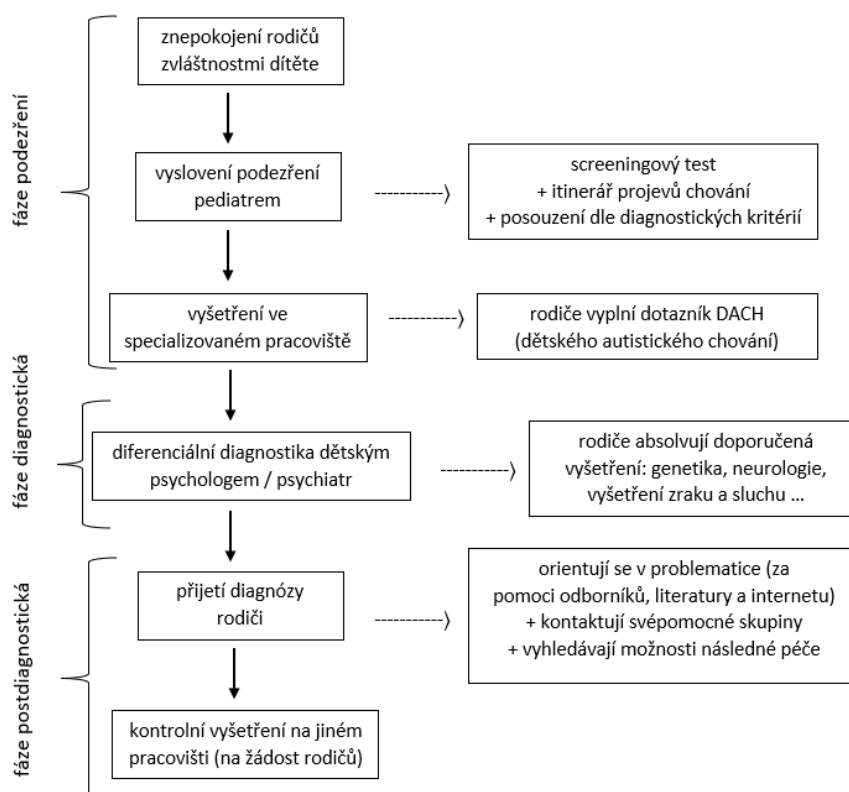 fáze podezření
znepokojení rodičů
zvláštnostmi dítěte
vyslovení podezření
pediatrem
screeningový test
+ itinerář projevů chování
+ posouzení dle diagnostických kritérií
vyšetření ve
specializovaném pracoviště
rodiče vyplní dotazník DACH
(dětského autistického chování)
fáze diagnostická
diferenciální diagnostika dětským
psychologem / psychiatr
rodiče absolvují doporučená
vyšetření: genetika, neurologie,
vyšetření zraku a sluchu ...
fáze postdiagnostická
přijetí diagnózy
rodiči
orientují se v problematice (za
pomoci odborníků, literatury a internetu)
+ kontaktují svépomocné skupiny
+ vyhledávají možnosti následné péče
kontrolní vyšetření na jiném
pracovišti (na žádost rodičů)